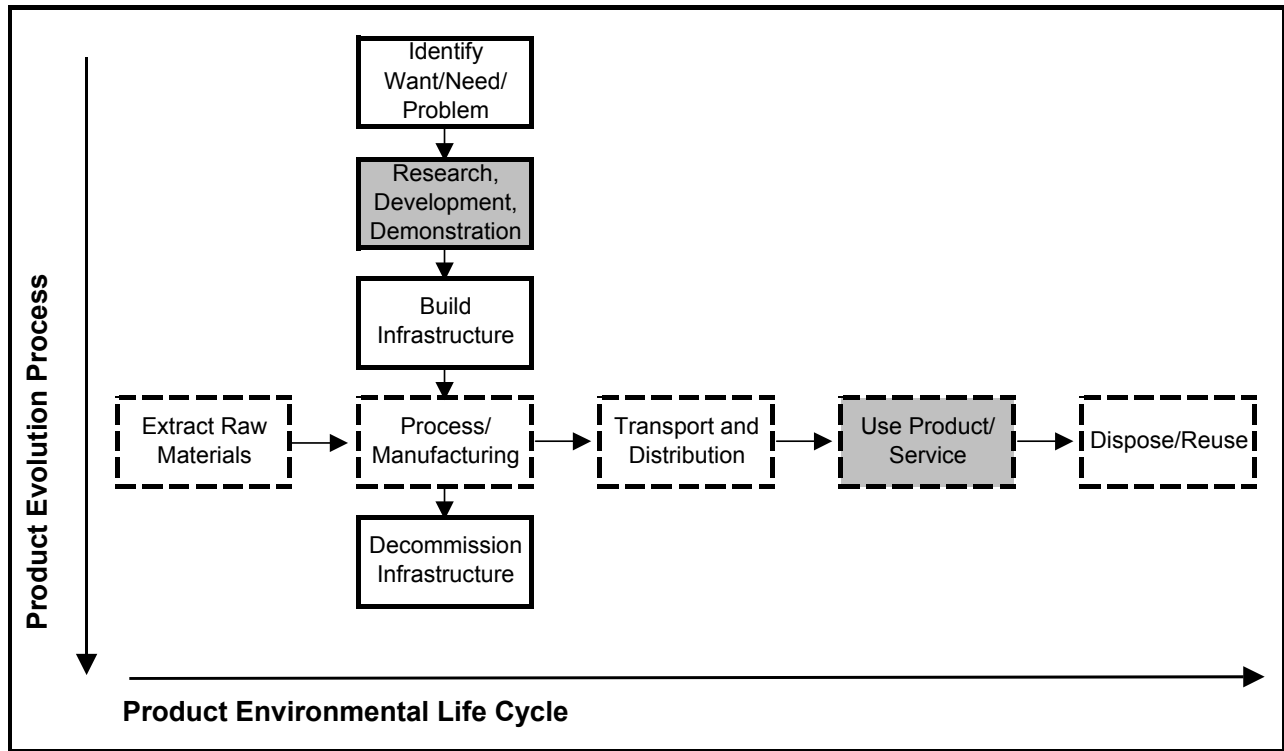 Identify
Want/Need/
Problem
Research,
Development,
Demonstration
Build
Infrastructure
Extract Raw
Materials
Process/
Manufacturing
Transport and
Distribution
Use Product/
Service
Dispose/Reuse
Decommission
Infrastructure
Product Evolution Process
Product Environmental Life Cycle